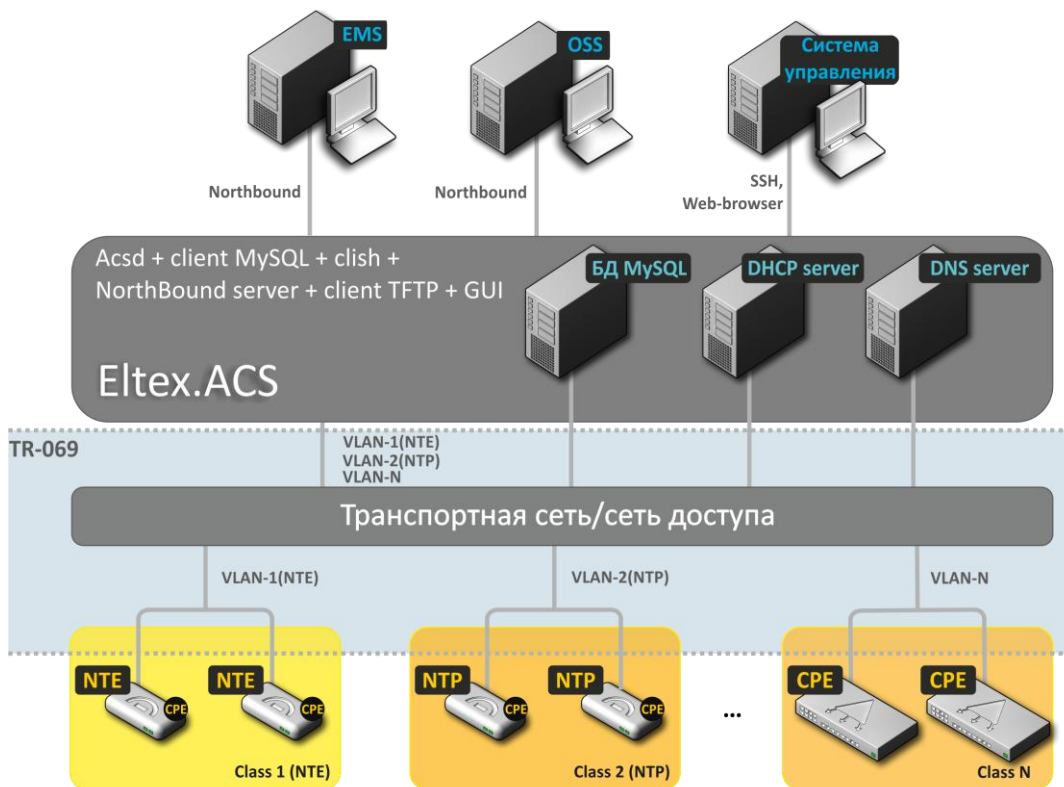 EMS
OSS
Система
управления
Northbound
Northbound
SSH,
Web-browser
Acsd + client MySQL + clish +
NorthBound server + client TFTP + GUI
БД MySQL
DHCP server
DNS server
Eltex.ACS
TR-069
VLAN-1(NTE)
VLAN-2(NTP)
VLAN-N
Транспортная сеть/сеть доступа
VLAN-1(NTE)
VLAN-2(NTP)
VLAN-N
NTE
CPE
NTE
CPE
Class 1 (NTE)
NTP
CPE
NTP
CPE
Class 2 (NTP)
...
CPE
CPE
Class N